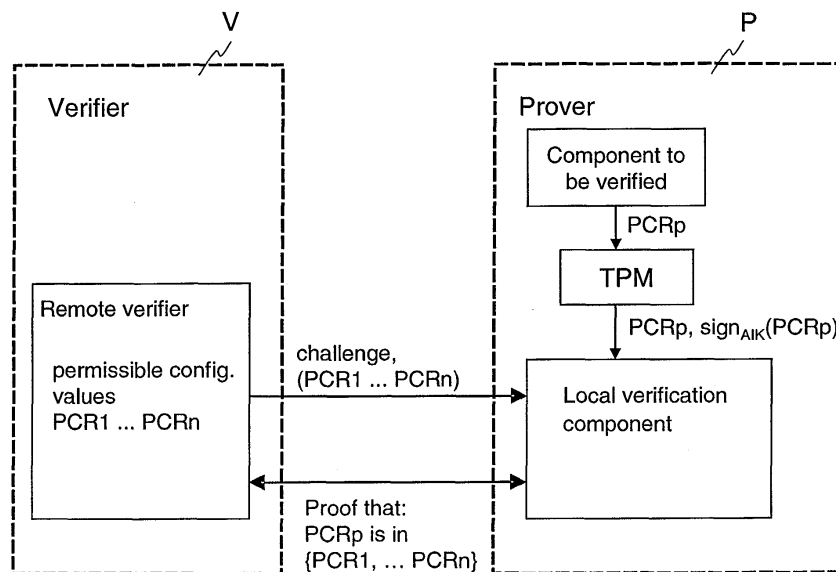 V
P
Verifier
Prover
Component to
be verified
PCRp
TPM
PCRp, sign_AIK(PCRp)
Remote verifier
permissible config.
values
PCR1 ... PCRn
challenge,
(PCR1 ... PCRn)
Local verification
component
Proof that:
PCRp is in
{PCR1, ... PCRn}